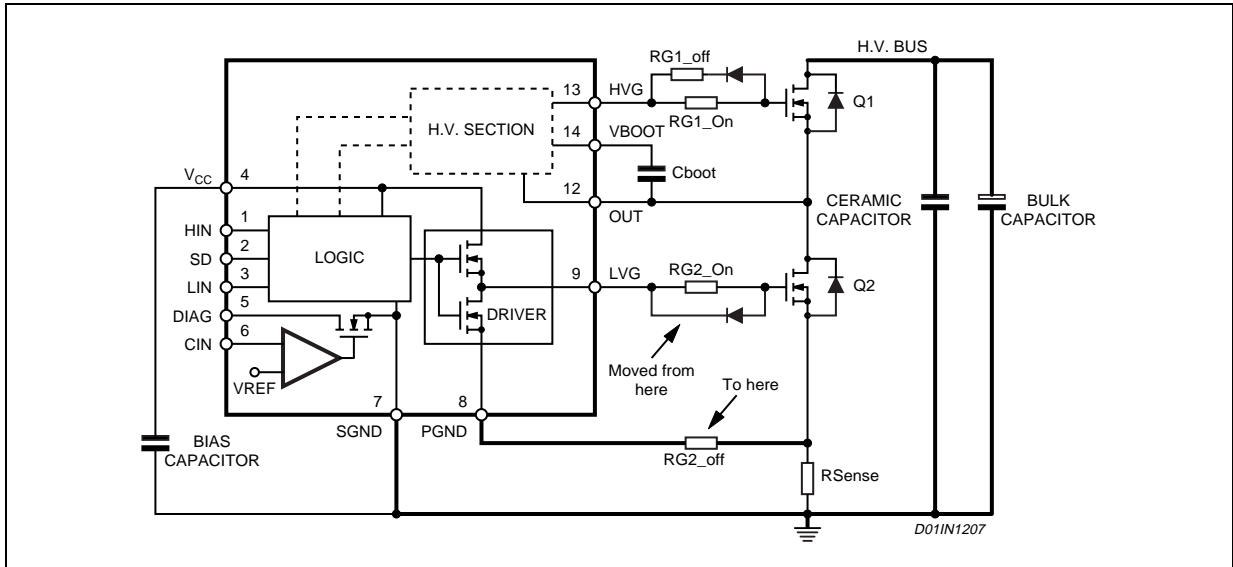 H.V. BUS
RG1_off
13
HVG
RG1_On
Q1
H.V. SECTION
14
VBOOT
Cboot
VCC
4
12
OUT
CERAMIC
CAPACITOR
BULK
CAPACITOR
1
HIN
2
SD
3
LIN
LOGIC
9
LVG
RG2_On
Q2
5
DIAG
DRIVER
6
CIN
VREF
Moved from
here
To here
7
8
SGND
PGND
RG2_off
BIAS
CAPACITOR
RSense
D01IN1207